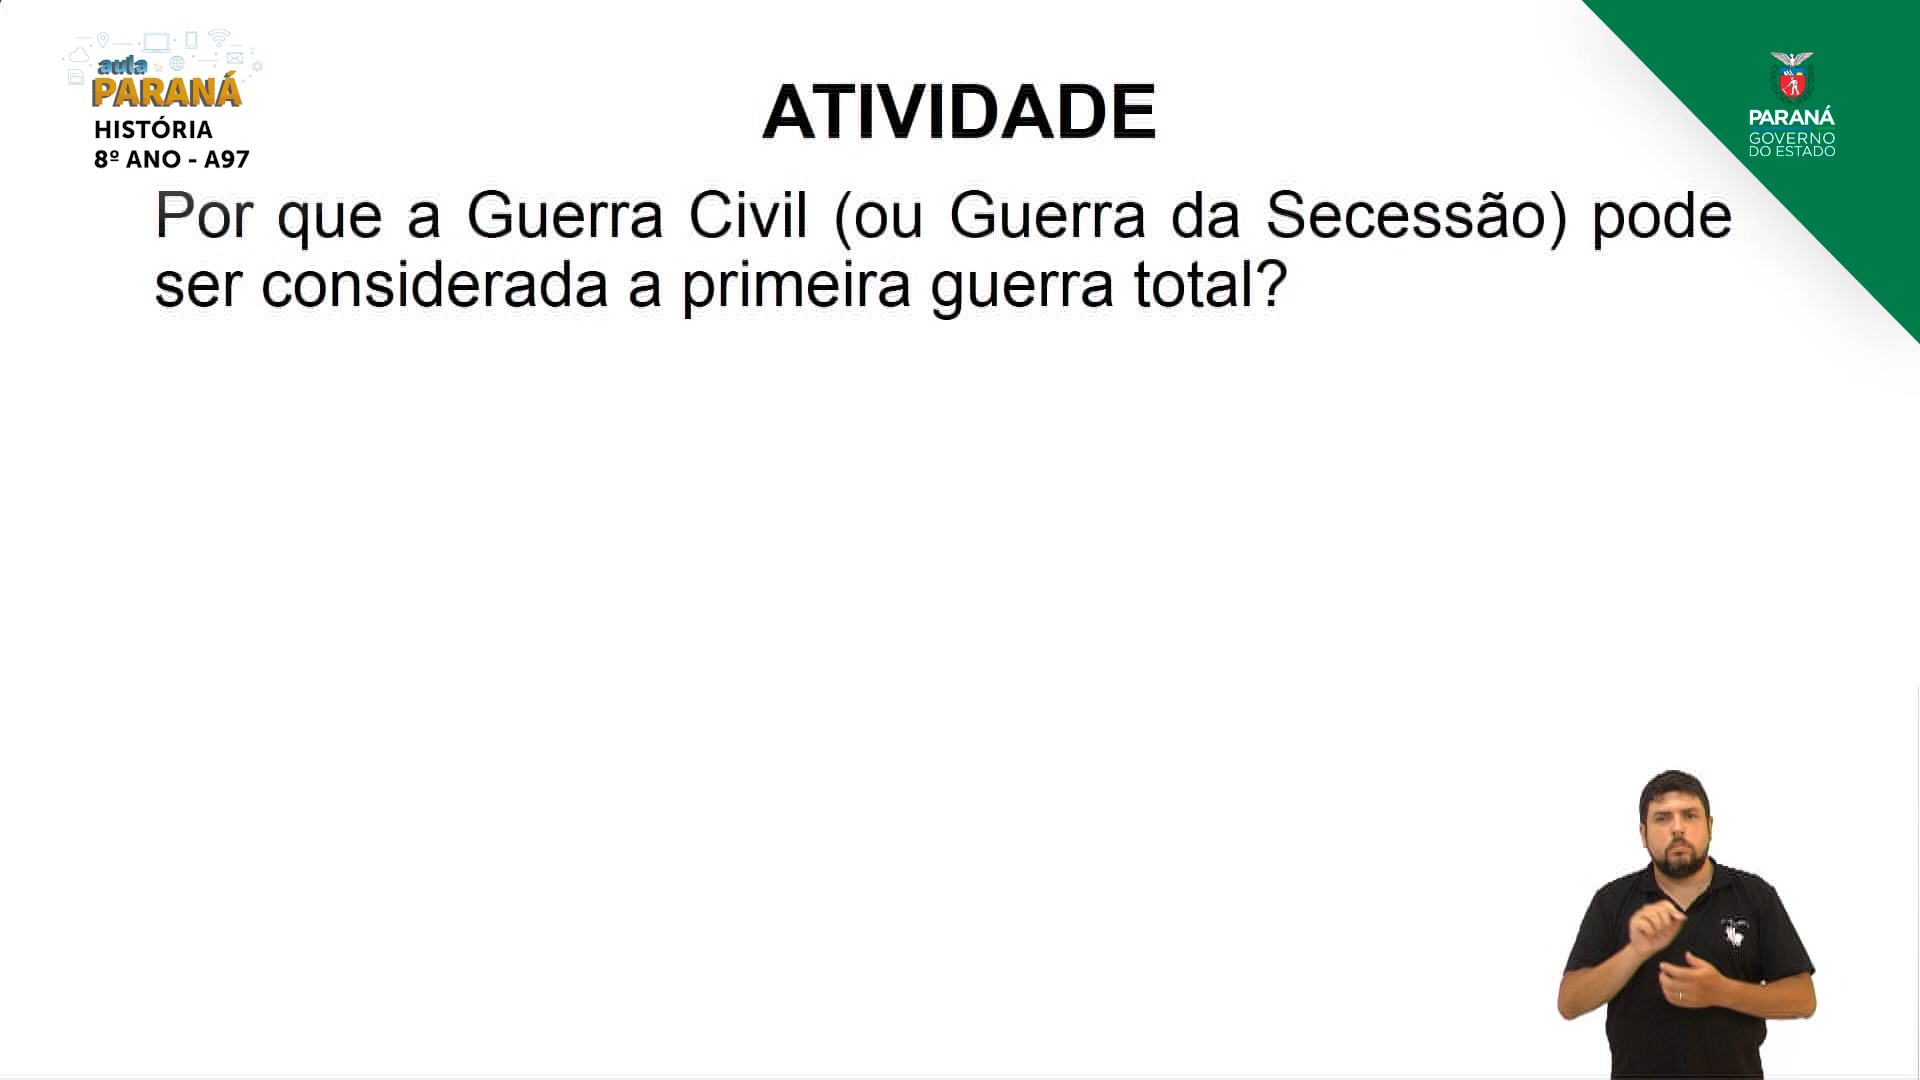 aula
PARANÁ
HISTÓRIA
8º ANO - A97
ATIVIDADE
PARANÁ
GOVERNO
DO ESTADO
Por que a Guerra Civil (ou Guerra da Secessão) pode
ser considerada a primeira guerra total?